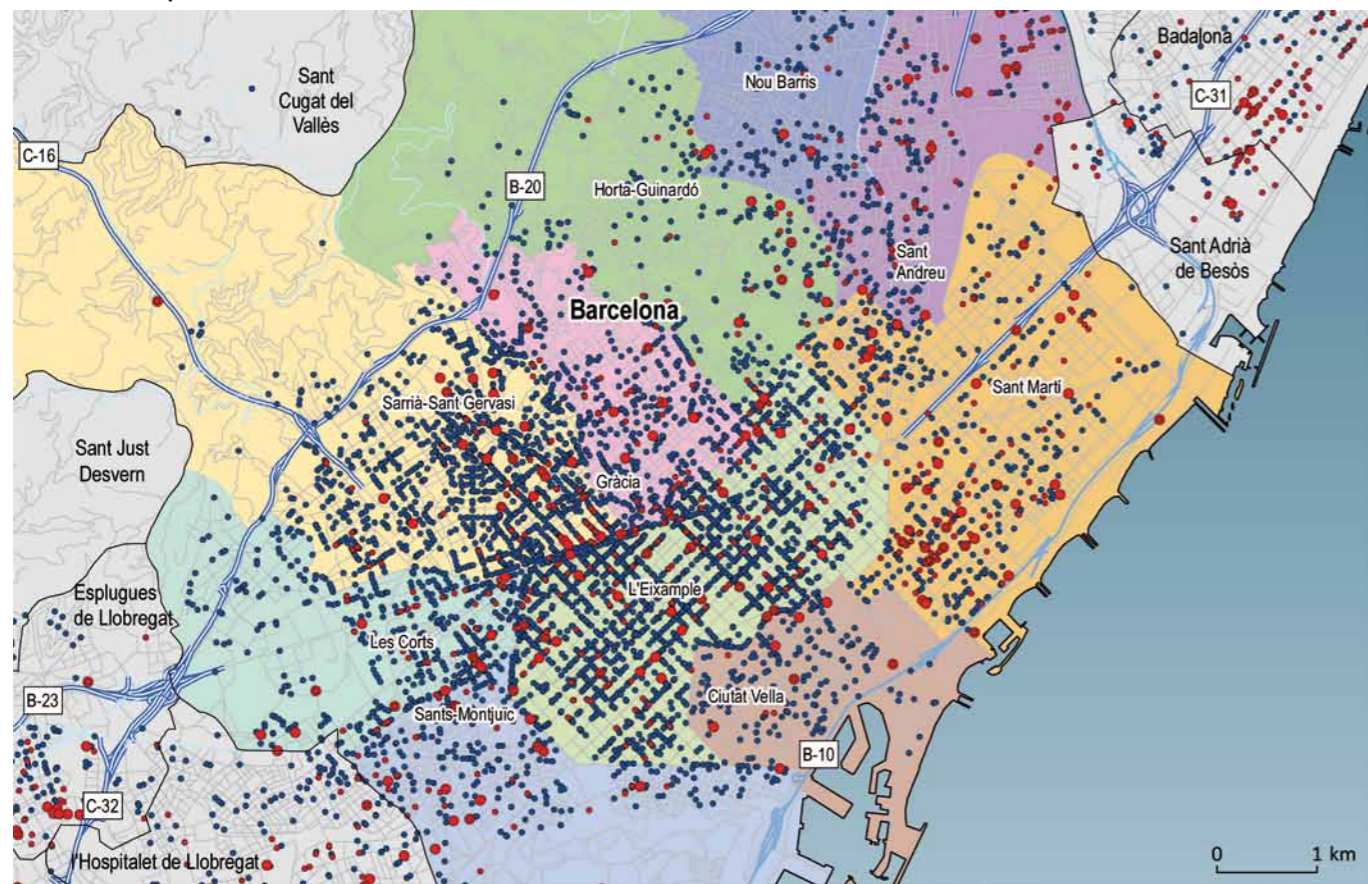 Badalona
Sant
Cugat del
Vallès
Nou Barris
C-31
C-16
B-20
Horta-Guinardó
Sant
Andreu
Sant Adrià
de Besòs
Barcelona
Sant Martí
Sarrià-Sant Gervasi
Sant Just
Desvern
Gràcia
L'Eixample
Esplugues
de Llobregat
Les Corts
B-23
Ciutat Vella
Sants-Montjuïc
B-10
C-32
l'Hospitalet de Llobregat
0 1 km